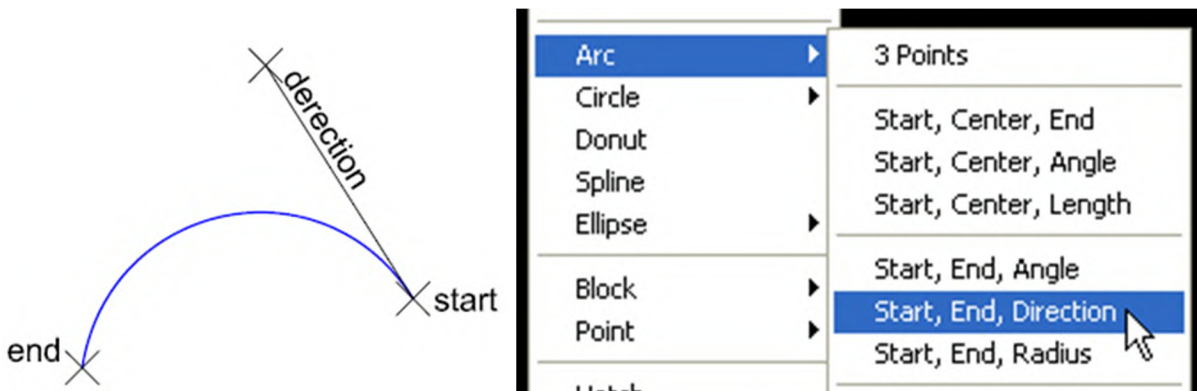 derection
start
end
Arc
Circle
Donut
Spline
Ellipse
Block
Point
3 Points
Start, Center, End
Start, Center, Angle
Start, Center, Length
Start, End, Angle
Start, End, Direction
Start, End, Radius